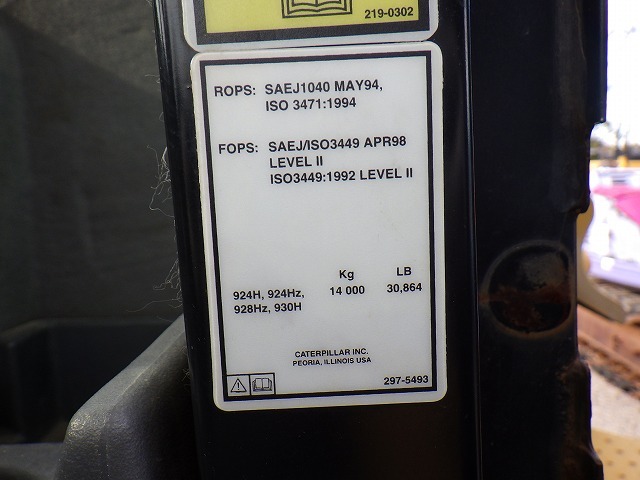 219-0302
ROPS: SAEJ1040 MAY94,
ISO 3471:1994
FOPS: SAEJ/ISO3449 APR98
LEVEL II
ISO3449:1992 LEVEL II
Kg LB
924H, 924Hz, 14 000 30,864
928Hz, 930H
CATERPILLAR INC.
PEORIA, ILLINOIS USA
297-5493